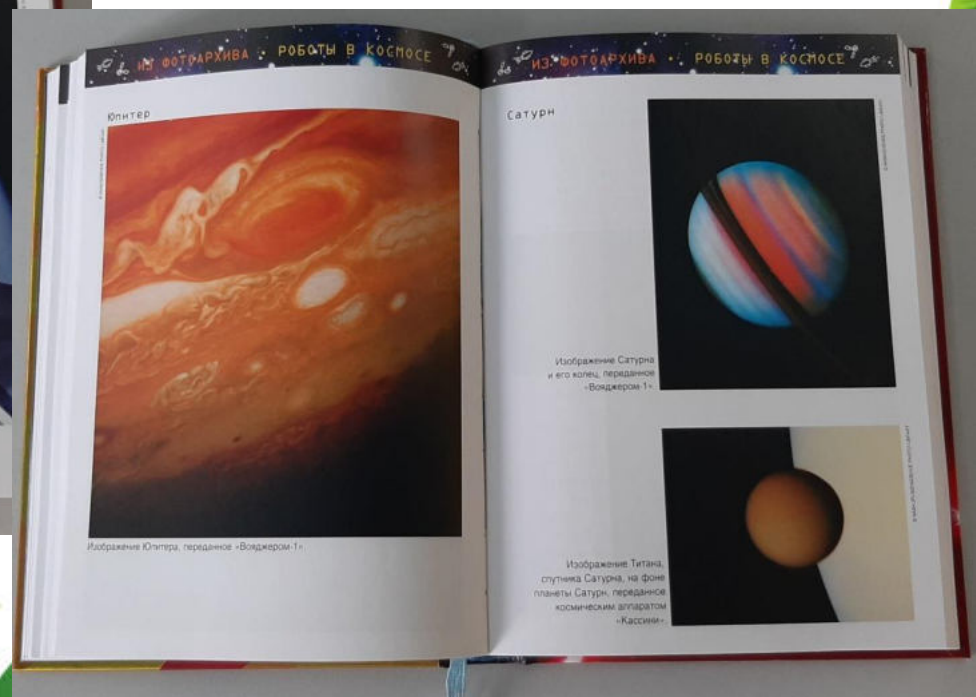 ИЗ ФОТОАРХИВА • РОБОТЫ В КОСМОСЕ
Юпитер
Изображение Юпитера, переданное «Вояджером-1».
ИЗ ФОТОАРХИВА • РОБОТЫ В КОСМОСЕ
Сатурн
Изображение Сатурна
и его колец, переданное
«Вояджером-1».
Изображение Титана,
спутника Сатурна, на фоне
планеты Сатурн, переданное
космическим аппаратом
«Кассини».